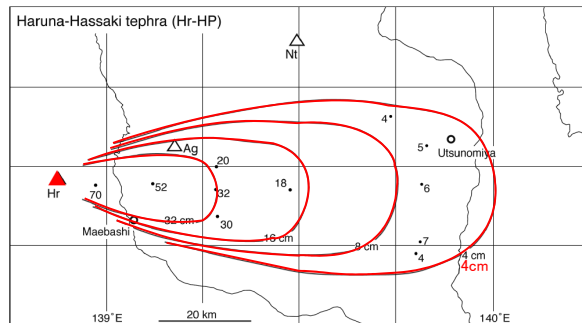 Haruna-Hassaki tephra (Hr-HP)
Nt
4
5
Utsunomiya
Ag
20
18
6
Hr
70
52
32
30
32 cm
Maebashi
16 cm
8 cm
7
4
4 cm
4cm
139°E
20 km
140°E